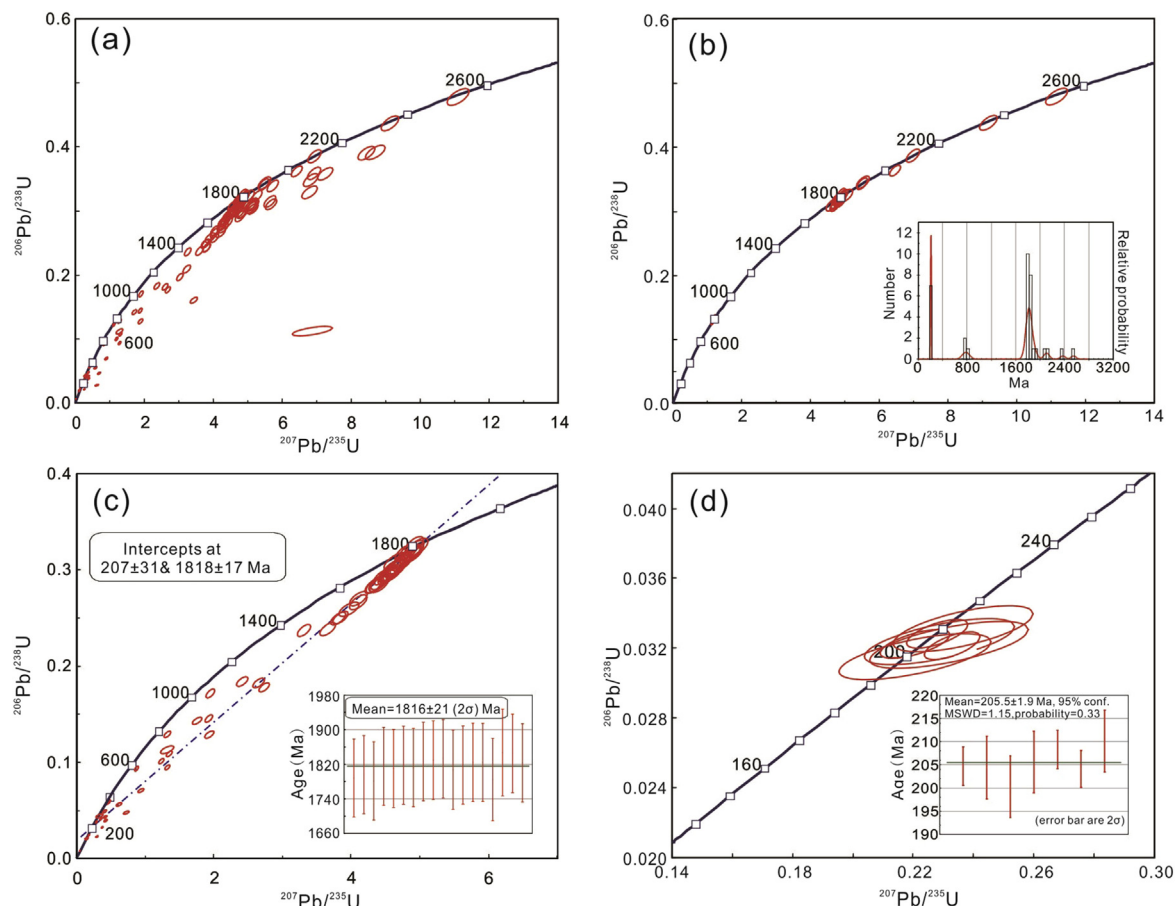 (a)
0.8
0.6
0.4
0.2
0.0
²⁰⁶Pb/²³⁸U
600
1000
1400
1800
2200
2600
0 2 4 6 8 10 12 14
²⁰⁷Pb/²³⁵U
(b)
0.8
0.6
0.4
0.2
0.0
²⁰⁶Pb/²³⁸U
600
1000
1400
1800
2200
2600
12
10
8
6
4
2
0
Number
Relative probability
0 800 1600 2400 3200
Ma
0 2 4 6 8 10 12 14
²⁰⁷Pb/²³⁵U
(c)
Intercepts at
207±31& 1818±17 Ma
0.4
0.3
0.2
0.1
0.0
²⁰⁶Pb/²³⁸U
200
600
1000
1400
1800
Mean=1816±21 (2σ) Ma
1980
1900
1820
1740
1660
Age (Ma)
0 2 4 6
²⁰⁷Pb/²³⁵U
(d)
0.040
0.036
0.032
0.028
0.024
0.020
²⁰⁶Pb/²³⁸U
160
200
240
Mean=205.5±1.9 Ma, 95% conf.
MSWD=1.15,probability=0.33
220
215
210
205
200
195
190
Age (Ma)
(error bar are 2σ)
0.14 0.18 0.22 0.26 0.30
²⁰⁷Pb/²³⁵U